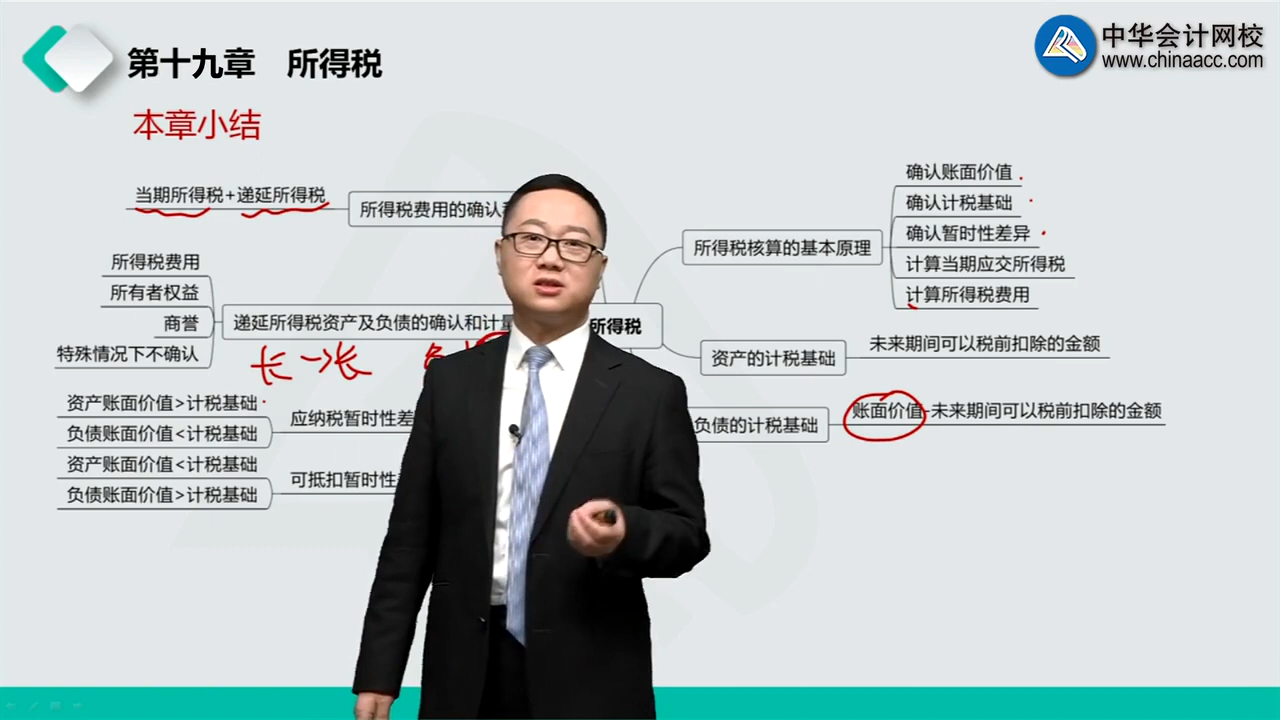 第十九章 所得税
中华会计网校
www.chinaacc.com
本章小结
当期所得税+递延所得税
所得税费用的确认
所得税费用
所有者权益
商誉
特殊情况下不确认
递延所得税资产及负债的确认和计量
长→张
资产账面价值>计税基础
负债账面价值<计税基础
应纳税暂时性差
资产账面价值<计税基础
负债账面价值>计税基础
可抵扣暂时性
所得税
所得税核算的基本原理
确认账面价值
确认计税基础
确认暂时性差异
计算当期应交所得税
计算所得税费用
资产的计税基础
未来期间可以税前扣除的金额
负债的计税基础
账面价值-未来期间可以税前扣除的金额